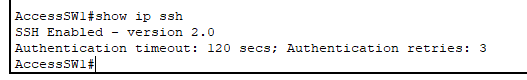 AccessSW1#show ip ssh
SSH Enabled - version 2.0
Authentication timeout: 120 secs; Authentication retries: 3
AccessSW1#